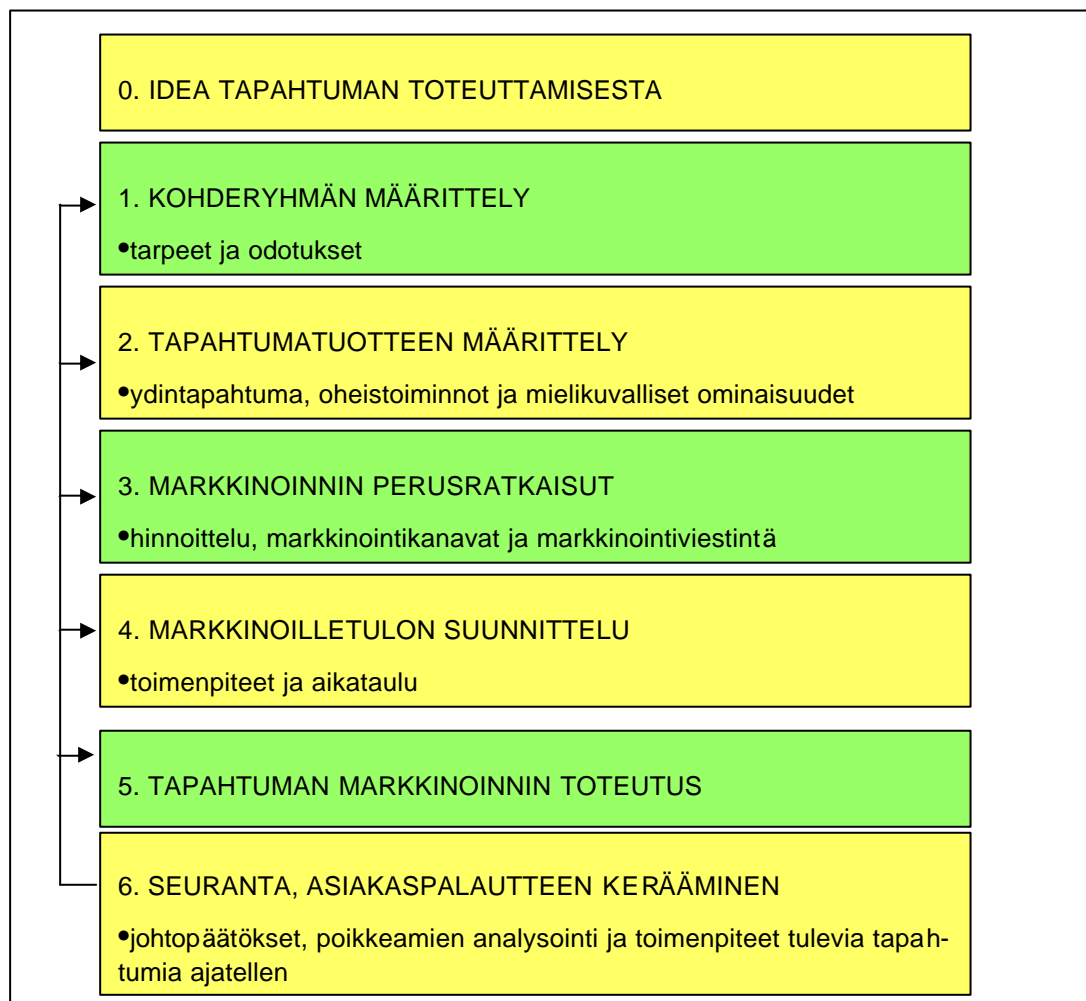 0. IDEA TAPAHTUMAN TOTEUTTAMISESTA
1. KOHDERYHMÄN MÄÄRITTELY
•tarpeet ja odotukset
2. TAPAHTUMATUOTTEEN MÄÄRITTELY
•ydintapahtuma, oheistoiminnot ja mielikuvalliset ominaisuudet
3. MARKKINOINNIN PERUSRATKAISUT
•hinnoittelu, markkinointikanavat ja markkinointiviestintä
4. MARKKINOILLETULON SUUNNITTELU
•toimenpiteet ja aikataulu
5. TAPAHTUMAN MARKKINOINNIN TOTEUTUS
6. SEURANTA, ASIAKASPALAUTTEEN KERÄÄMINEN
•johtopäätökset, poikkeamien analysointi ja toimenpiteet tulevia tapah-
tumia ajatellen